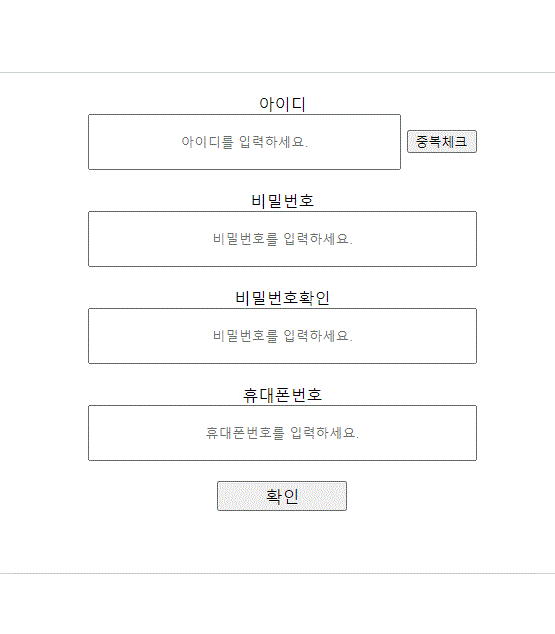 아이디
아이디를 입력하세요. 중복체크
비밀번호
비밀번호를 입력하세요.
비밀번호확인
비밀번호를 입력하세요.
휴대폰번호
휴대폰번호를 입력하세요.
확인